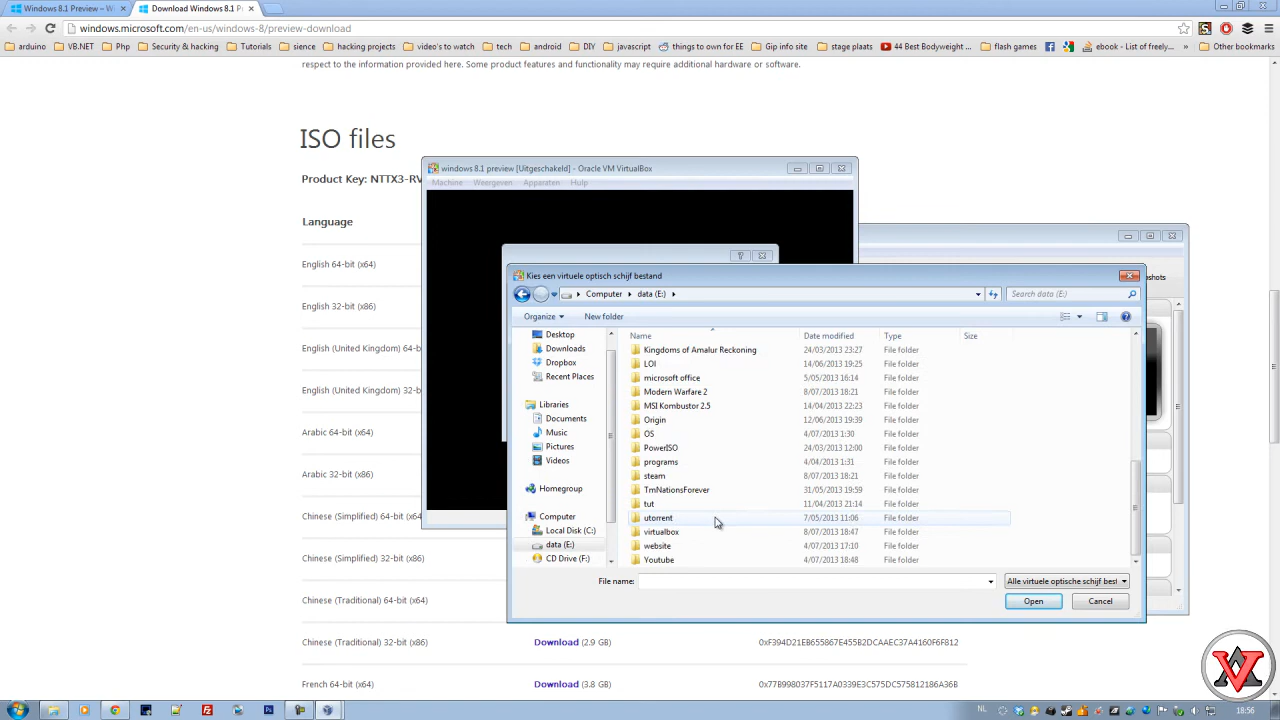 Windows 8.1 Preview – W
Download Windows 8.1 Pre
windows.microsoft.com/en-us/windows-8/preview-download
arduino
VB.NET
Php
Security & hacking
Tutorials
sience
hacking projects
video's to watch
tech
android
DIY
javascript
things to own for EE
Gip info site
stage plaats
44 Best Bodyweight ...
flash games
ebook - List of freely...
»
Other bookmarks
respect to the information provided here. Some product features and functionality may require additional hardware or software.
ISO files
Product Key: NTTX3-RV
Language
English 64-bit (x64)
English 32-bit (x86)
English (United Kingdom) 64-b
English (United Kingdom) 32-b
Arabic 64-bit (x64)
Arabic 32-bit (x86)
Chinese (Simplified) 64-bit (x64)
Chinese (Simplified) 32-bit (x86)
Chinese (Traditional) 64-bit (x64)
Chinese (Traditional) 32-bit (x86) Download (2.9 GB) 0xF394D21EB655867E455B2DCAAEC37A4160F6F812
French 64-bit (x64) Download (3.8 GB) 0x77B998037F5117A0339E3C575DC575812186A36B
windows 8.1 preview [Uitgeschakeld] - Oracle VM VirtualBox
Machine Weergeven Apparaten Help
shots
Kies een virtuele optisch schijf bestand
Computer data (E:)
Search data (E:)
Organize New folder
Desktop
Downloads
Dropbox
Recent Places
Libraries
Documents
Music
Pictures
Videos
Homegroup
Computer
Local Disk (C:)
data (E:)
CD Drive (F:)
Name Date modified Type Size
Kingdoms of Amalur Reckoning 24/03/2013 23:27 File folder
LOI 14/06/2013 19:25 File folder
microsoft office 5/05/2013 16:14 File folder
Modern Warfare 2 8/07/2013 18:21 File folder
MSI Kombustor 2.5 14/04/2013 22:23 File folder
Origin 12/06/2013 19:39 File folder
OS 4/07/2013 1:30 File folder
PowerISO 24/03/2013 12:00 File folder
programs 4/04/2013 1:31 File folder
steam 8/07/2013 18:21 File folder
TmNationsForever 31/05/2013 19:59 File folder
tut 11/04/2013 21:14 File folder
utorrent 7/05/2013 11:06 File folder
virtualbox 8/07/2013 18:47 File folder
website 4/07/2013 17:10 File folder
Youtube 4/07/2013 18:48 File folder
File name:
Alle virtuele optische schijf best
Open Cancel
NL
18:56